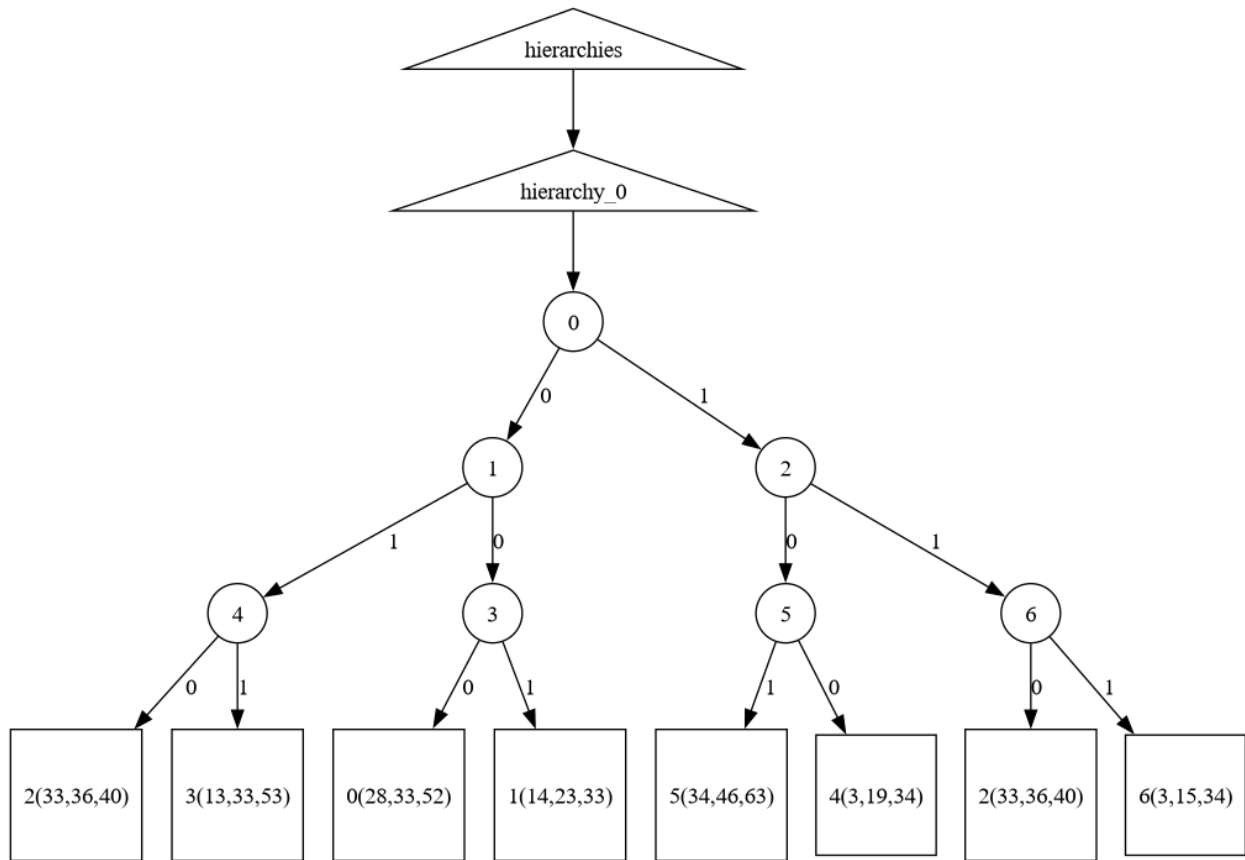 hierarchies
hierarchy_0
0
0 1
1 2
1 0 0 1
4 3 5 6
0 1 0 1 1 0 0 1
2(33,36,40) 3(13,33,53) 0(28,33,52) 1(14,23,33) 5(34,46,63) 4(3,19,34) 2(33,36,40) 6(3,15,34)